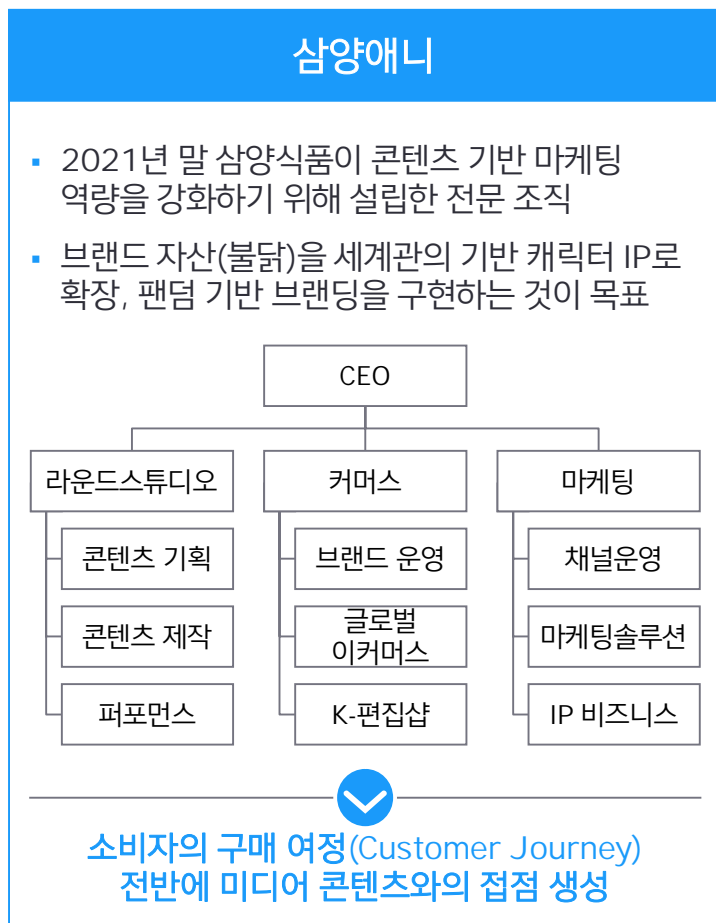 삼양애니
▪ 2021년 말 삼양식품이 콘텐츠 기반 마케팅
역량을 강화하기 위해 설립한 전문 조직
▪ 브랜드 자산(불닭)을 세계관의 기반 캐릭터 IP로
확장, 팬덤 기반 브랜딩을 구현하는 것이 목표
CEO
라운드스튜디오
콘텐츠 기획
콘텐츠 제작
퍼포먼스
커머스
브랜드 운영
글로벌
이커머스
K-편집샵
마케팅
채널운영
마케팅솔루션
IP 비즈니스
소비자의 구매 여정(Customer Journey)
전반에 미디어 콘텐츠와의 접점 생성